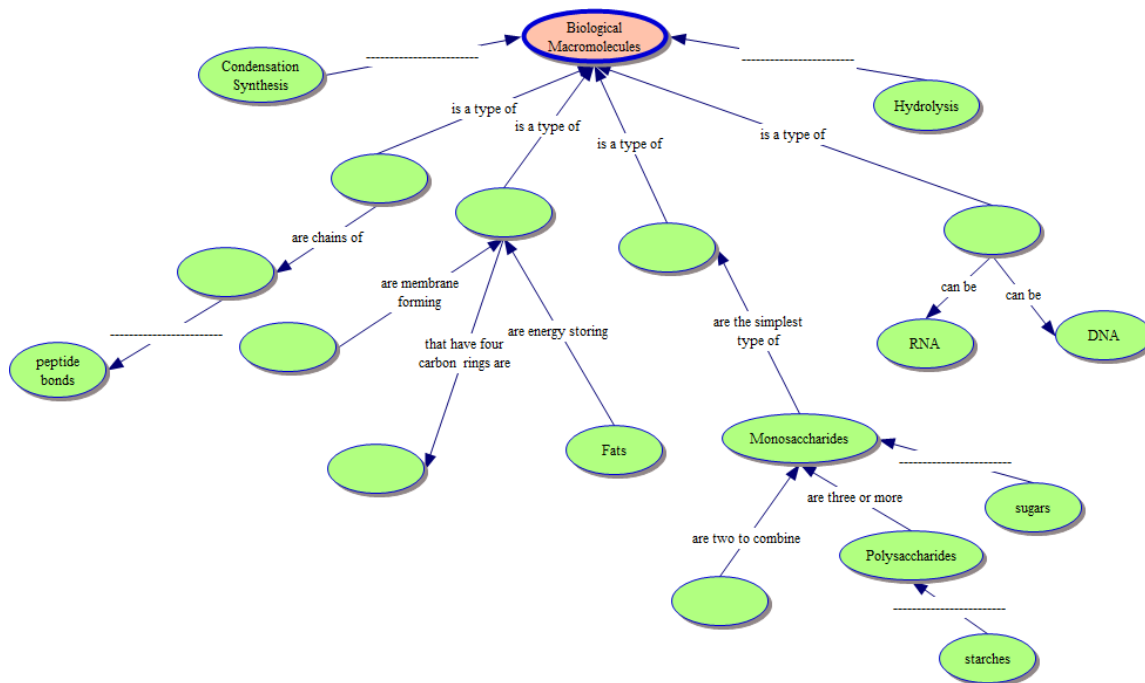 Biological
Macromolecules
Condensation
Synthesis
------------------------
------------------------
Hydrolysis
is a type of
is a type of
is a type of
is a type of
are chains of
are membrane
forming
can be
can be
------------------------
that have four
carbon rings are
are energy storing
are the simplest
type of
RNA
DNA
peptide
bonds
Monosaccharides
Fats
------------------------
are three or more
sugars
are two to combine
Polysaccharides
------------------------
starches